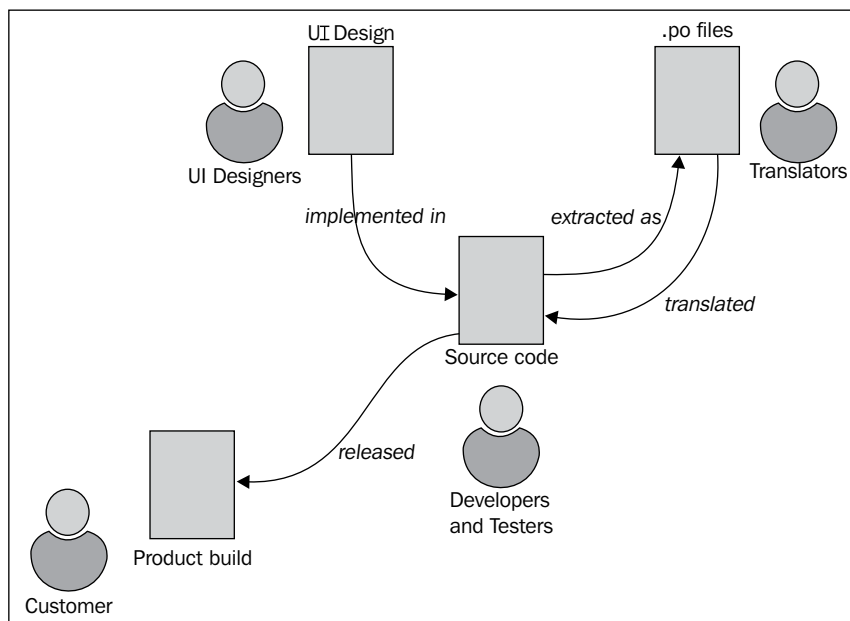 UI Design
.po files
UI Designers
Translators
implemented in
extracted as
translated
Source code
released
Developers
and Testers
Product build
Customer